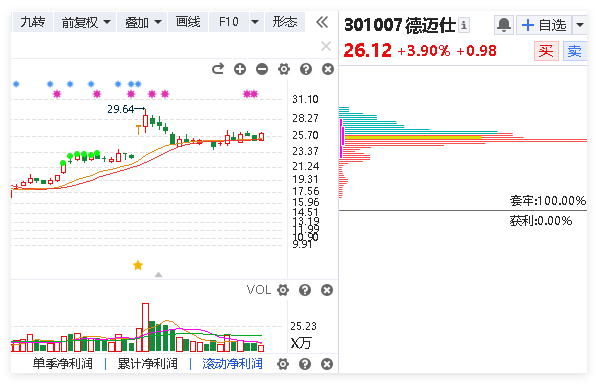 九转 前复权 叠加 画线 F10 形态
301007 德迈仕 自选
26.12 +3.90% +0.98 买 卖
31.10
29.64
28.27
25.70
23.37
21.24
19.31
17.56
15.96
14.51
13.19
11.99
10.90
9.91
套牢:100.00%
获利:0.00%
VOL
25.23
X万
单季净利润 累计净利润 滚动净利润